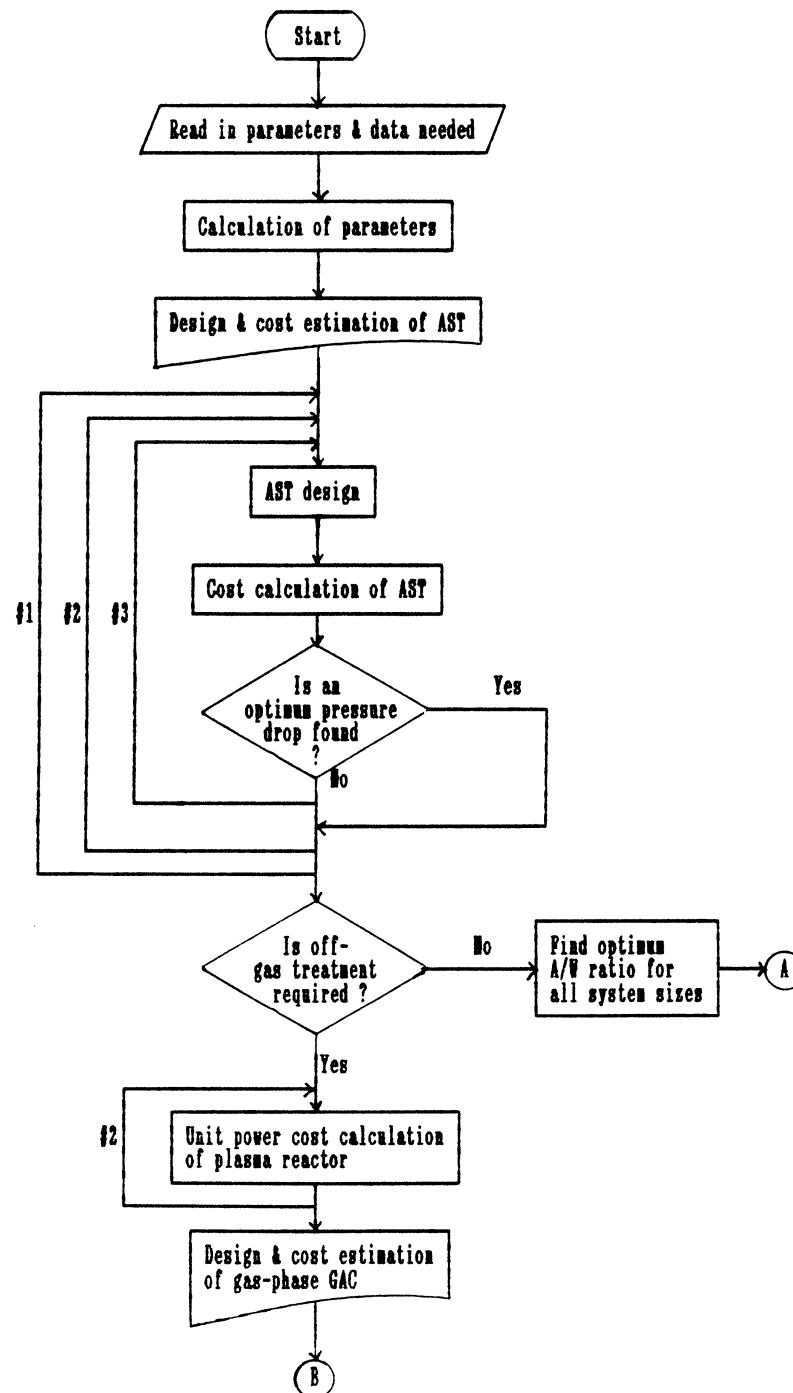 Start
Read in parameters & data needed
Calculation of parameters
Design & cost estimation of AST
AST design
Cost calculation of AST
#1
#2
#3
Is an
optimum pressure
drop found
?
Yes
No
Is off-
gas treatment
required ?
No
Find optimum
A/W ratio for
all system sizes
A
Yes
#2
Unit power cost calculation
of plasma reactor
Design & cost estimation
of gas-phase GAC
B